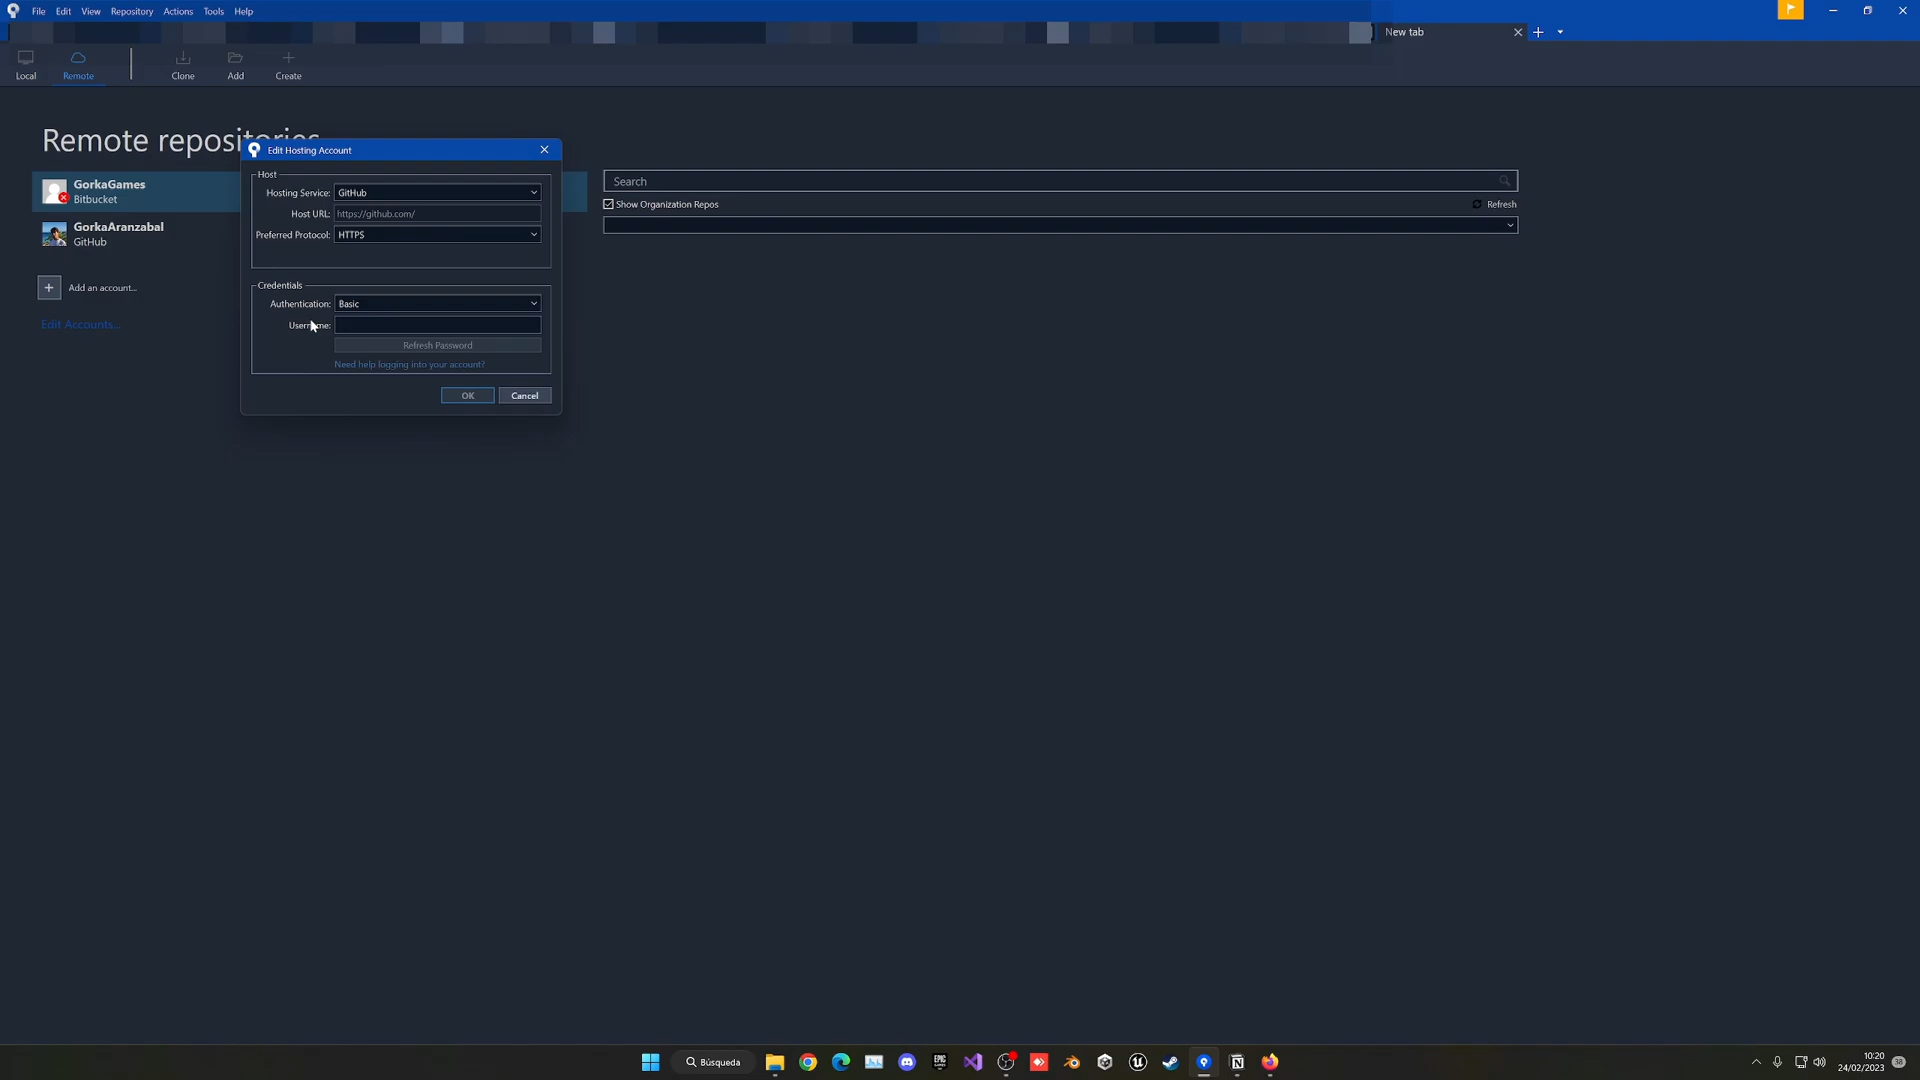 File Edit View Repository Actions Tools Help
New tab
Local Remote Clone Add Create
Remote repositories
Edit Hosting Account
GorkaGames
Bitbucket
GorkaAranzabal
GitHub
Add an account...
Edit Accounts...
Host
Hosting Service: GitHub
Host URL: https://github.com/
Preferred Protocol: HTTPS
Credentials
Authentication: Basic
Username:
Refresh Password
Need help logging into your account?
OK Cancel
Search
Show Organization Repos Refresh
Búsqueda
EPIC
10:20
24/02/2023
38